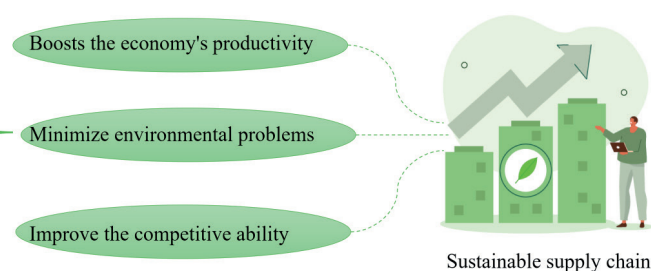 Boosts the economy's productivity
Minimize environmental problems
Improve the competitive ability
Sustainable supply chain